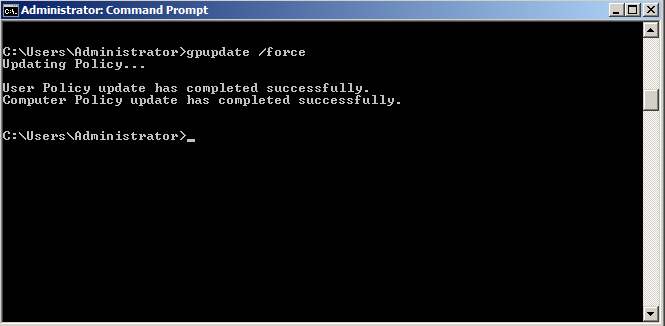 Administrator: Command Prompt
C:\Users\Administrator>gpupdate /force
Updating Policy...
User Policy update has completed successfully.
Computer Policy update has completed successfully.
C:\Users\Administrator>_